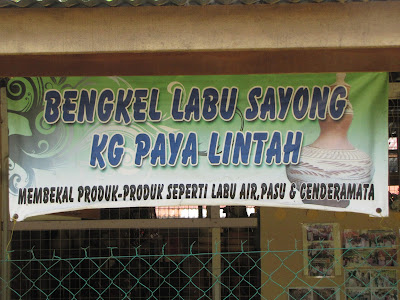 BENGKEL LABU SAYONG
KG PAYA LINTAH
MEMBEKAL PRODUK-PRODUK SEPERTI LABU AIR,PASU & CENDERAMATA